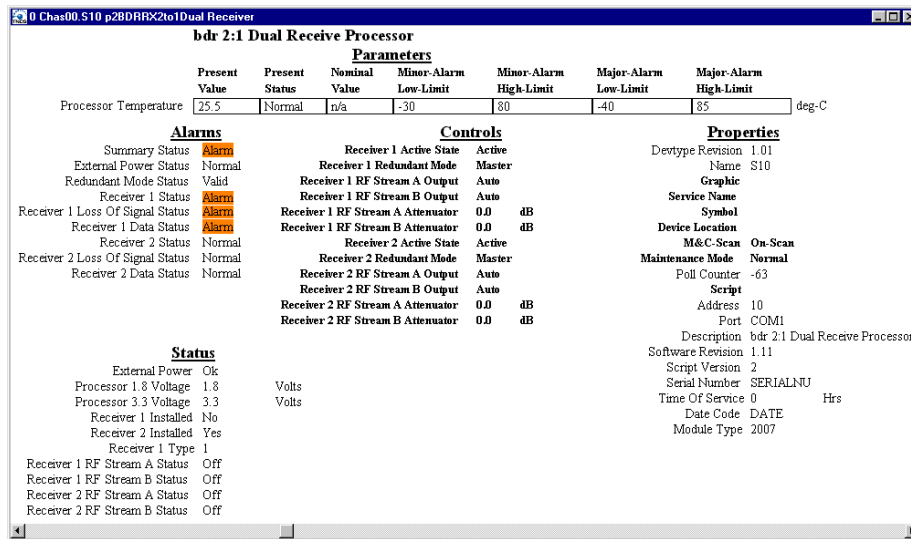 0 Chas00.S10 p2BDRRX2to1Dual Receiver
bdr 2:1 Dual Receive Processor
Parameters
Present Present Nominal Minor-Alarm Minor-Alarm Major-Alarm Major-Alarm
Value Status Value Low-Limit High-Limit Low-Limit High-Limit
Processor Temperature 25.5 Normal n/a -30 80 -40 85 deg-C
Alarms
Summary Status Alarm
External Power Status Normal
Redundant Mode Status Valid
Receiver 1 Status Alarm
Receiver 1 Loss Of Signal Status Alarm
Receiver 1 Data Status Alarm
Receiver 2 Status Normal
Receiver 2 Loss Of Signal Status Normal
Receiver 2 Data Status Normal
Controls
Receiver 1 Active State Active
Receiver 1 Redundant Mode Master
Receiver 1 RF Stream A Output Auto
Receiver 1 RF Stream B Output Auto
Receiver 1 RF Stream A Attenuator 0.0 dB
Receiver 1 RF Stream B Attenuator 0.0 dB
Receiver 2 Active State Active
Receiver 2 Redundant Mode Master
Receiver 2 RF Stream A Output Auto
Receiver 2 RF Stream B Output Auto
Receiver 2 RF Stream A Attenuator 0.0 dB
Receiver 2 RF Stream B Attenuator 0.0 dB
Properties
Devtype Revision 1.01
Name S10
Graphic
Service Name
Symbol
Device Location
M&C-Scan On-Scan
Maintenance Mode Normal
Poll Counter -63
Script
Address 10
Port COM1
Description bdr 2:1 Dual Receive Processor
Software Revision 1.11
Script Version 2
Serial Number SERIALNU
Time Of Service 0 Hrs
Date Code DATE
Module Type 2007
Status
External Power Ok
Processor 1.8 Voltage 1.8 Volts
Processor 3.3 Voltage 3.3 Volts
Receiver 1 Installed No
Receiver 2 Installed Yes
Receiver 1 Type 1
Receiver 1 RF Stream A Status Off
Receiver 1 RF Stream B Status Off
Receiver 2 RF Stream A Status Off
Receiver 2 RF Stream B Status Off